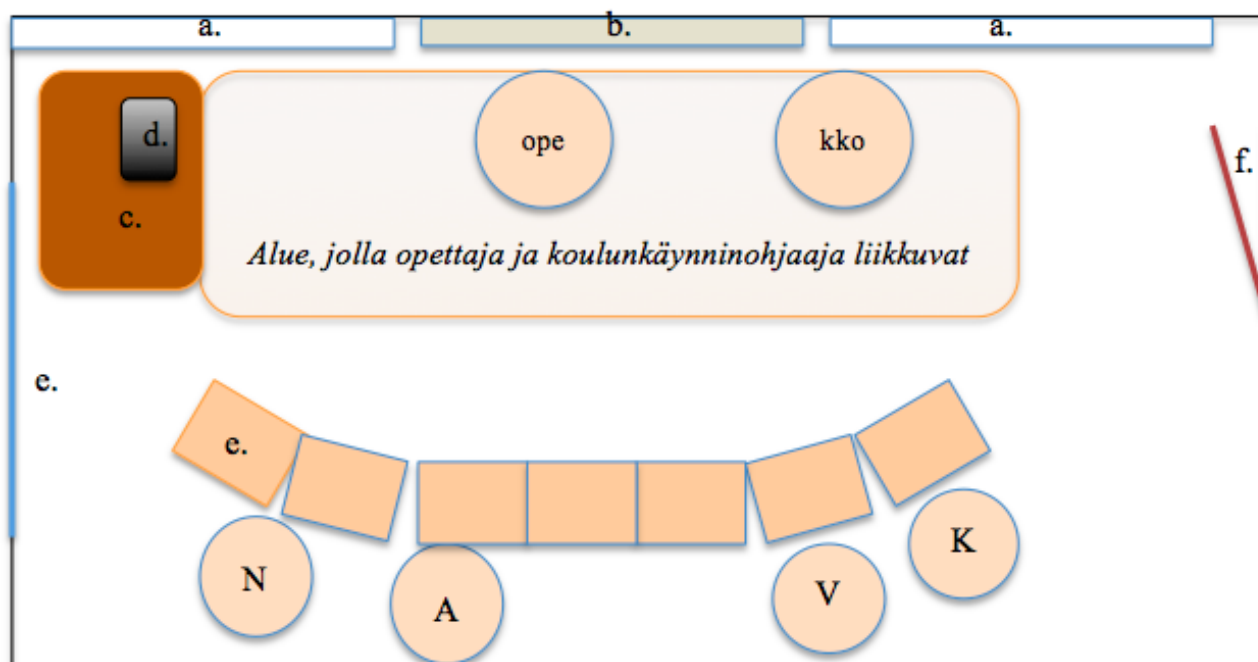 a.
b.
a.
d.
ope
kko
f.
c.
Alue, jolla opettaja ja koulunkäynninohjaaja liikkuvat
e.
e.
N
A
V
K